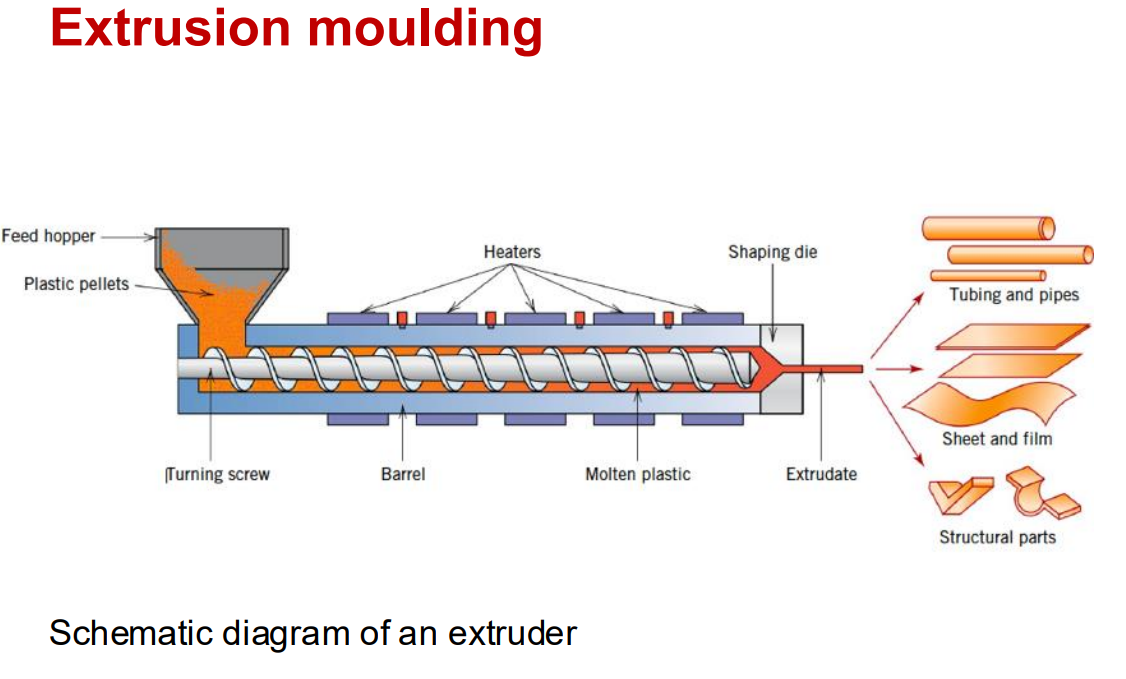 Extrusion moulding
Feed hopper
Plastic pellets
Heaters
Shaping die
Tubing and pipes
Sheet and film
Turning screw
Barrel
Molten plastic
Extrudate
Structural parts
Schematic diagram of an extruder